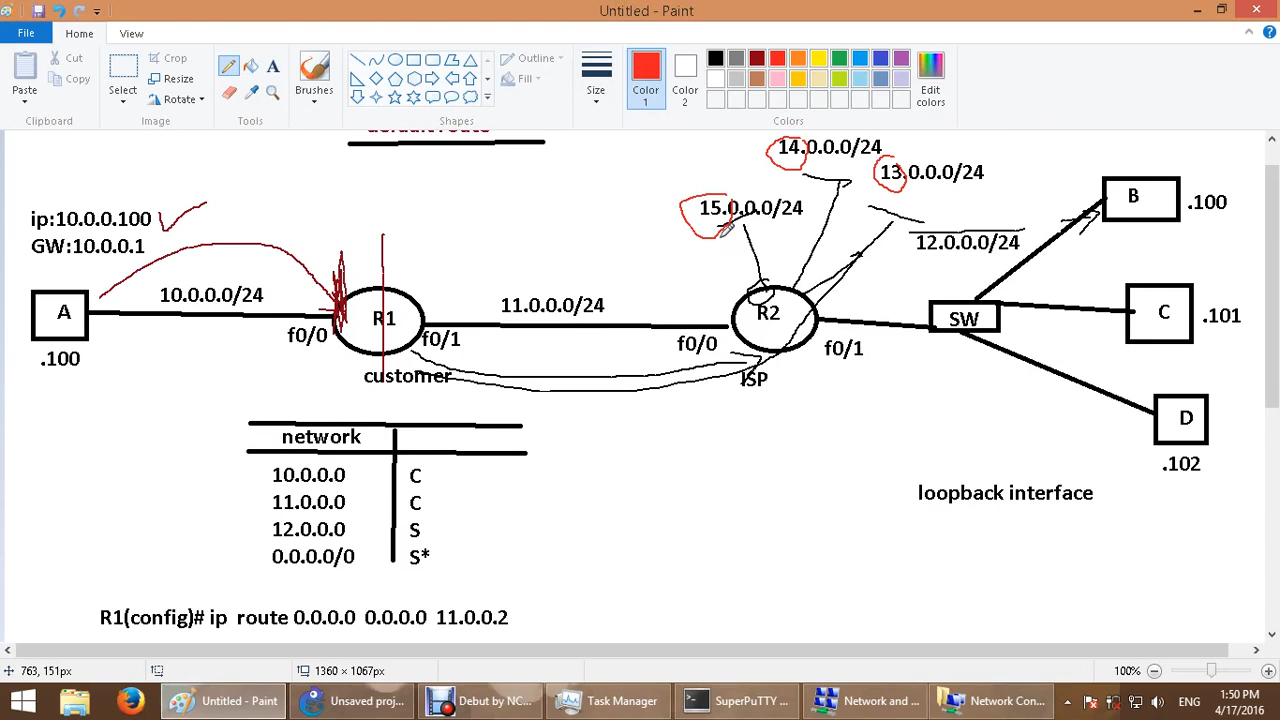 Untitled - Paint
File
Home
View
Paste
Cut
Copy
Clipboard
Select
Crop
Resize
Rotate
Image
Tools
Brushes
Shapes
Outline
Fill
Size
Color 1
Color 2
Edit colors
Colors
default route
14.0.0.0/24
13.0.0.0/24
15.0.0.0/24
12.0.0.0/24
ip:10.0.0.100
GW:10.0.0.1
B
.100
A
.100
10.0.0.0/24
f0/0
R1
f0/1
customer
11.0.0.0/24
f0/0
R2
f0/1
ISP
SW
C
.101
D
.102
network
10.0.0.0 C
11.0.0.0 C
12.0.0.0 S
0.0.0.0/0 S*
loopback interface
R1(config)# ip route 0.0.0.0 0.0.0.0 11.0.0.2
763, 151px
1360 × 1067px
100%
Untitled - Paint
Unsaved proj...
Debut by NC...
Task Manager
SuperPuTTY ...
Network and ...
Network Con...
ENG
1:50 PM
4/17/2016